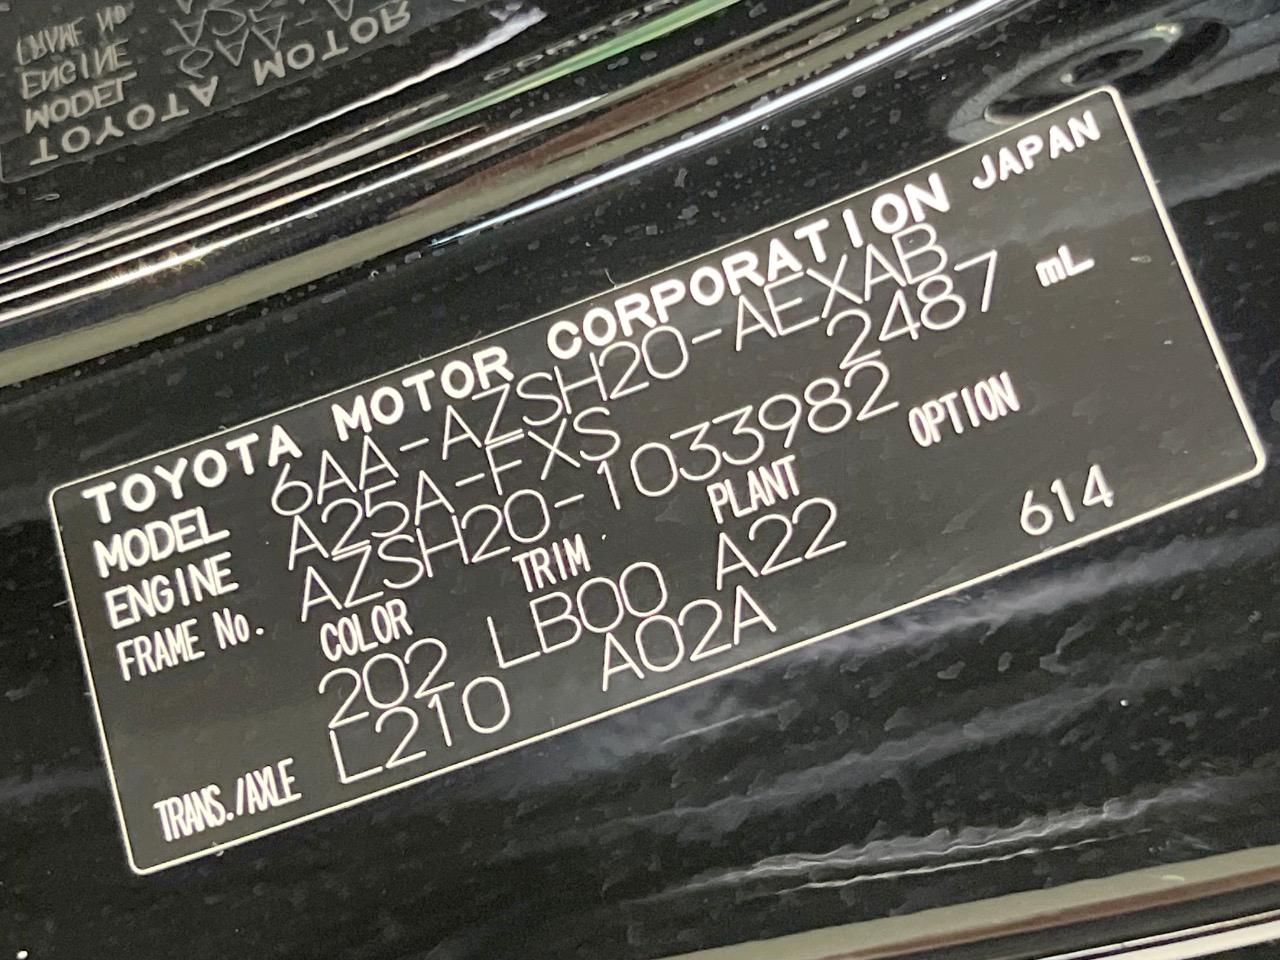 TOYOTA MOTOR CORPORATION JAPAN
MODEL 6AA-AZSH20-AEXAB
ENGINE A25A-FXS 2487 mL
FRAME No. AZSH20-1033982
COLOR TRIM PLANT OPTION
202 LB00 A22 614
TRANS./AXLE L210 A02A